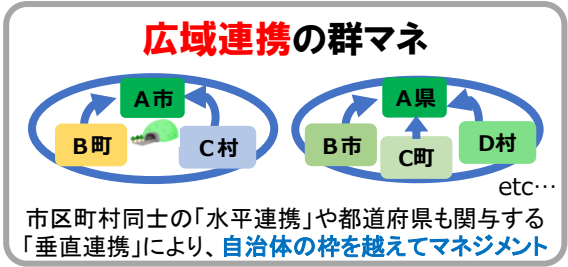 広域連携の群マネ
A市
B町
C村
A県
B市
C町
D村
etc…
市区町村同士の「水平連携」や都道府県も関与する
「垂直連携」により、自治体の枠を越えてマネジメント